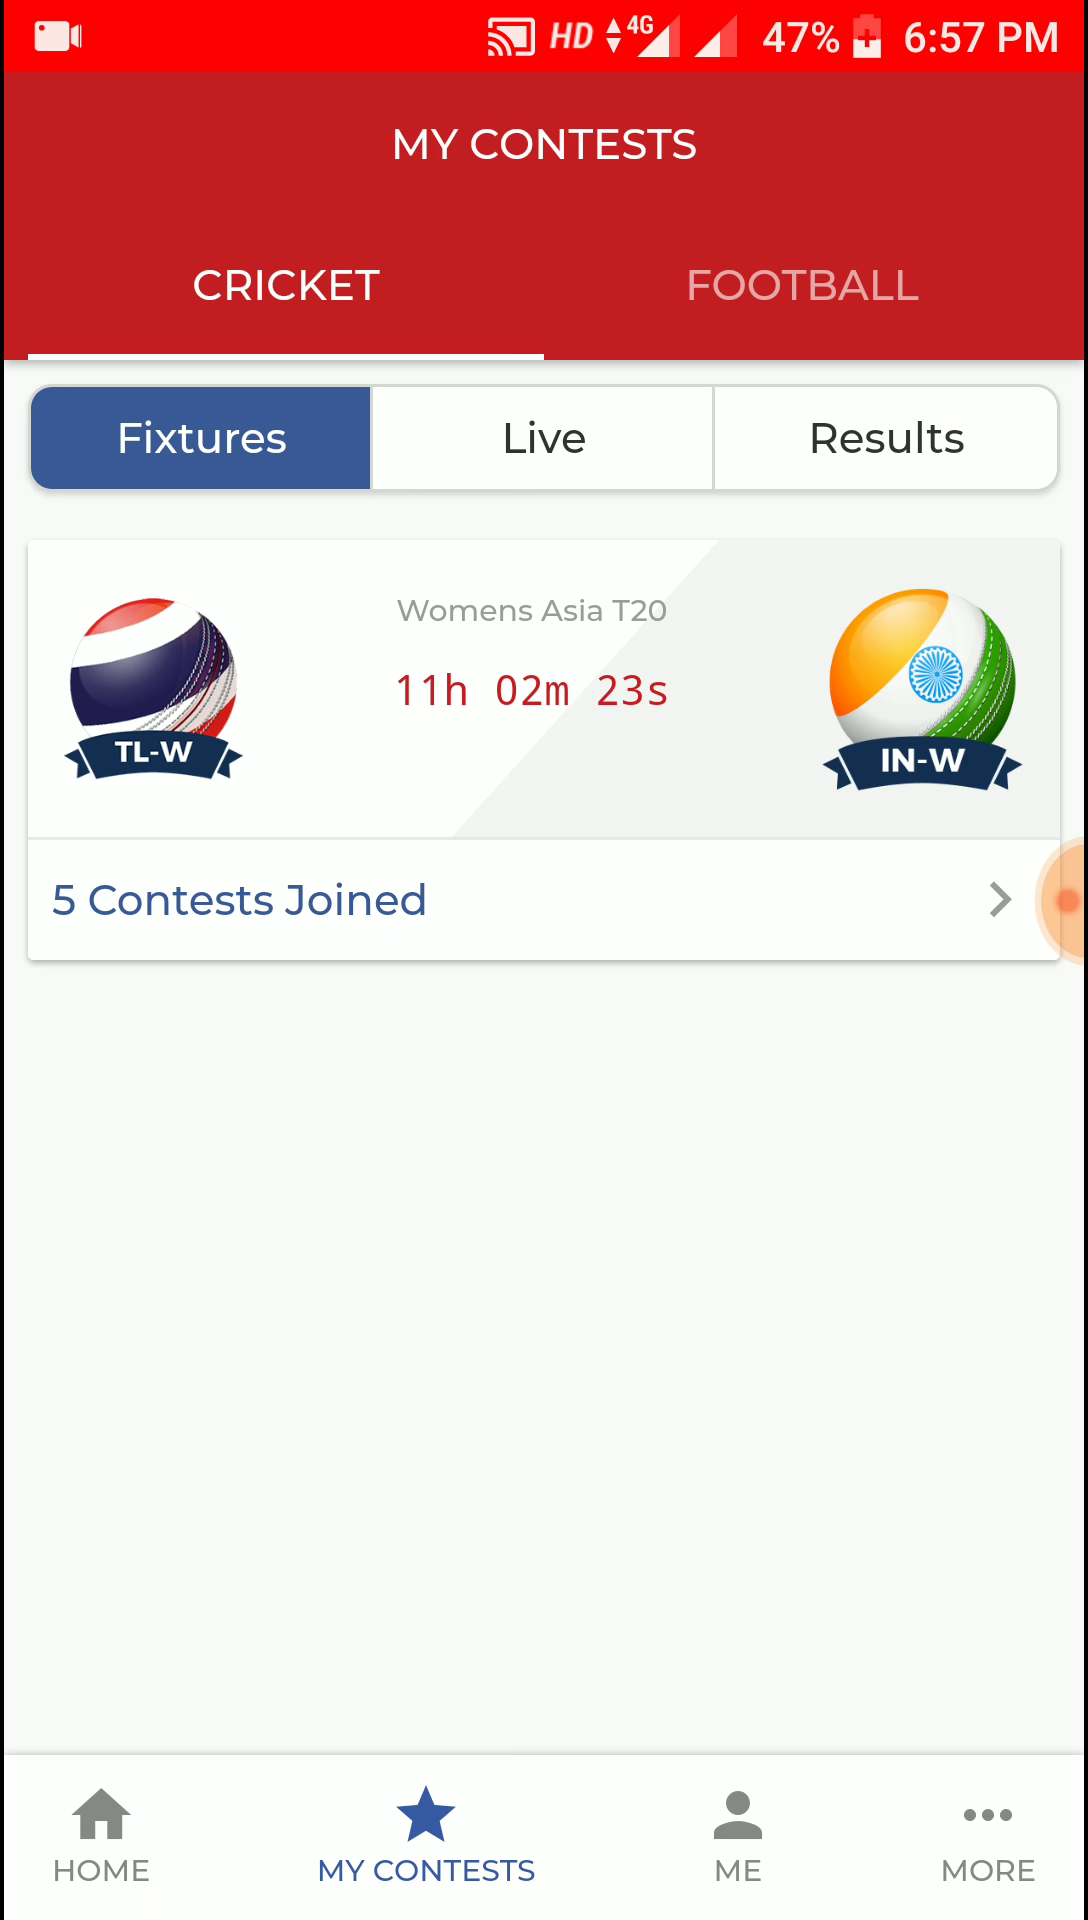 HD 4G 47% 6:57 PM
MY CONTESTS
CRICKET FOOTBALL
Fixtures Live Results
Womens Asia T20
11h 02m 23s
TL-W IN-W
5 Contests Joined
HOME MY CONTESTS ME MORE